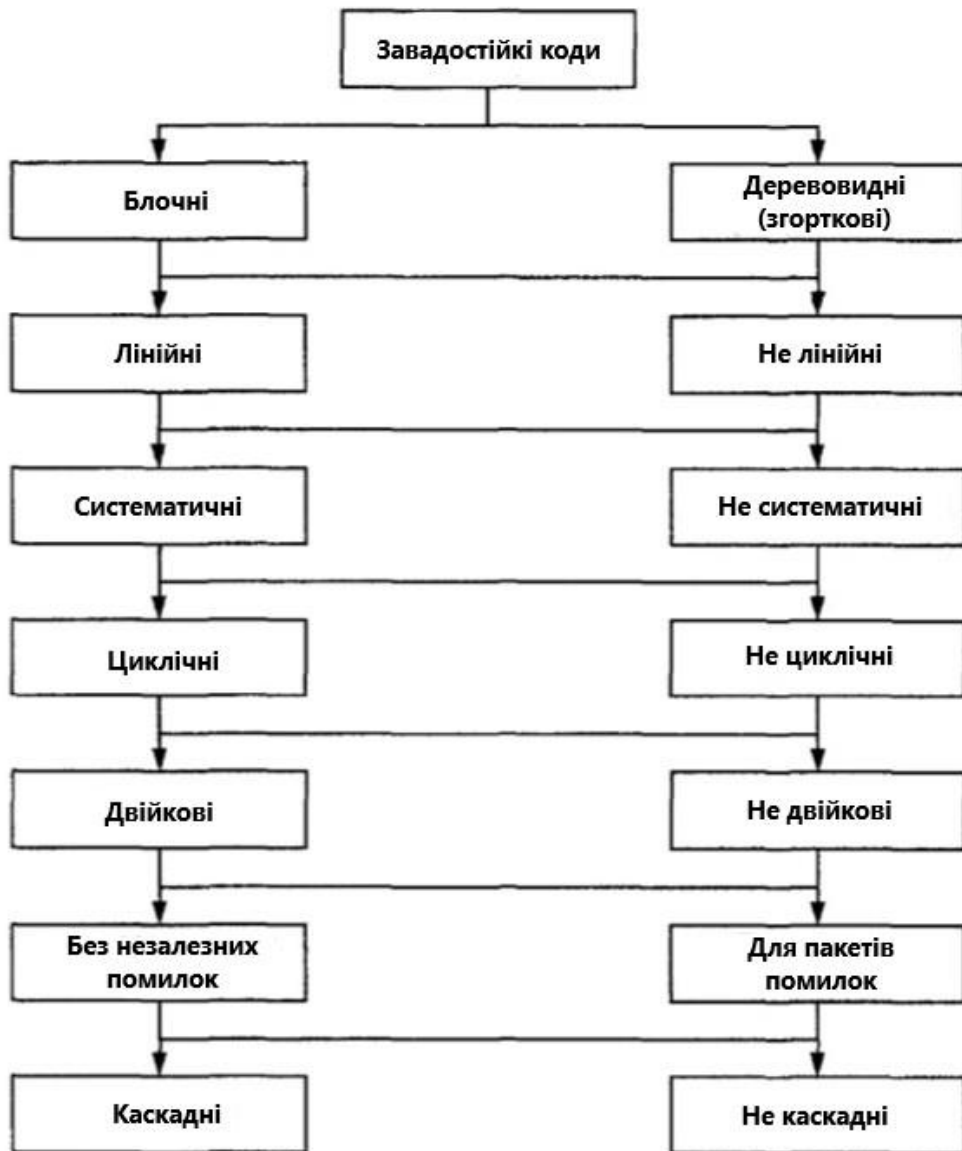 Завадостійкі коди
Блочні
Деревовидні
(згорткові)
Лінійні
Не лінійні
Систематичні
Не систематичні
Циклічні
Не циклічні
Двійкові
Не двійкові
Без незалезних
помилок
Для пакетів
помилок
Каскадні
Не каскадні